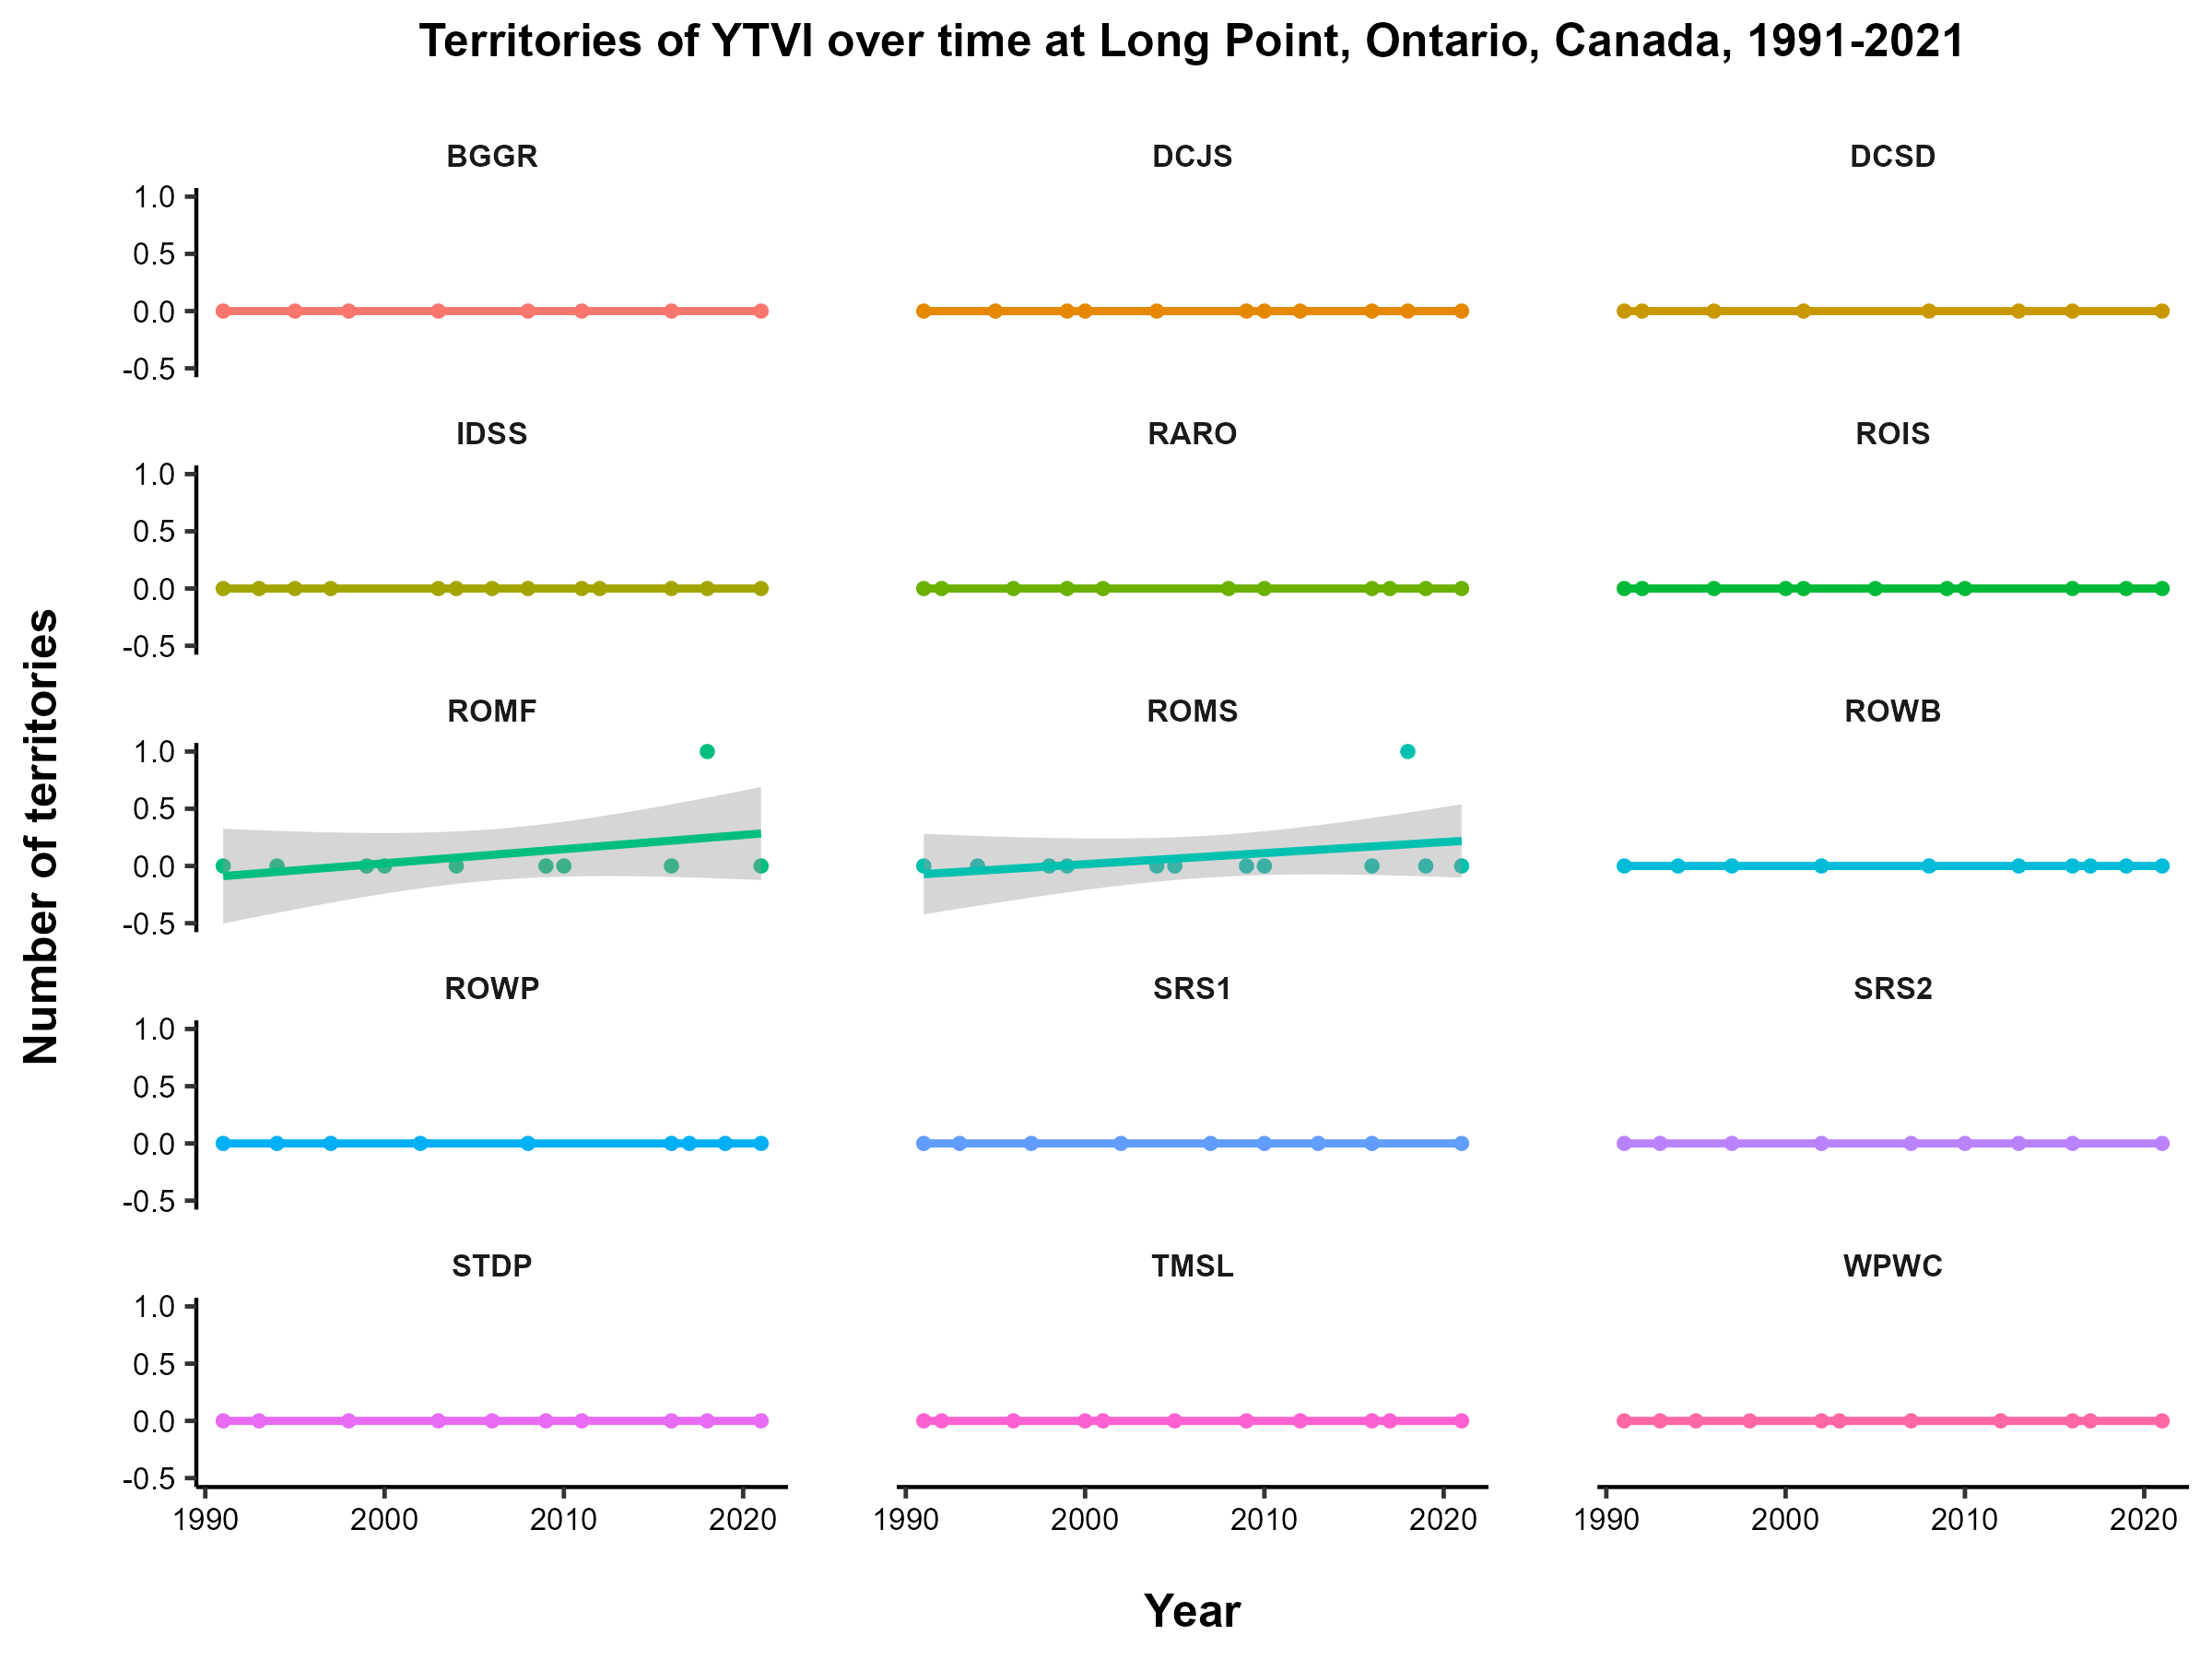 Territories of YTVI over time at Long Point, Ontario, Canada, 1991-2021
BGGR DCJS DCSD
1.0
0.5
0.0
-0.5
IDSS RARO ROIS
1.0
0.5
0.0
-0.5
ROMF ROMS ROWB
1.0
0.5
0.0
-0.5
ROWP SRS1 SRS2
1.0
0.5
0.0
-0.5
STDP TMSL WPWC
1.0
0.5
0.0
-0.5
1990 2000 2010 2020 1990 2000 2010 2020 1990 2000 2010 2020
Number of territories
Year